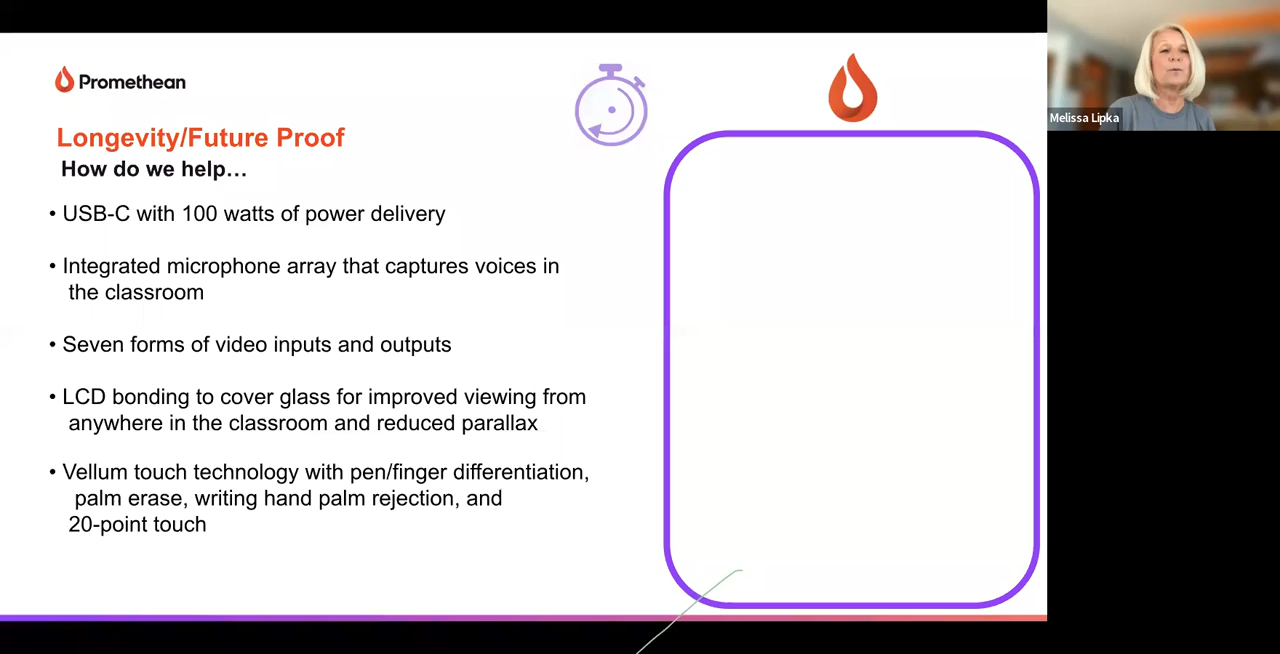 Promethean
Longevity/Future Proof
How do we help…
• USB-C with 100 watts of power delivery
• Integrated microphone array that captures voices in
the classroom
• Seven forms of video inputs and outputs
• LCD bonding to cover glass for improved viewing from
anywhere in the classroom and reduced parallax
• Vellum touch technology with pen/finger differentiation,
palm erase, writing hand palm rejection, and
20-point touch
Melissa Lipka